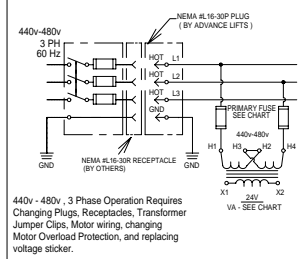 NEMA #L16-30P PLUG
( BY ADVANCE LIFTS )
440v-480v
3 PH
60 Hz
HOT L1
HOT L2
HOT L3
GND
PRIMARY FUSE
SEE CHART
440v-480v
H1 H3 H2 H4
GND
GND
NEMA #L16-30R RECEPTACLE
(BY OTHERS)
X1 X2
24V
VA - SEE CHART
440v - 480v , 3 Phase Operation Requires
Changing Plugs, Receptacles, Transformer
Jumper Clips, Motor wiring, changing
Motor Overload Protection, and replacing
voltage sticker.